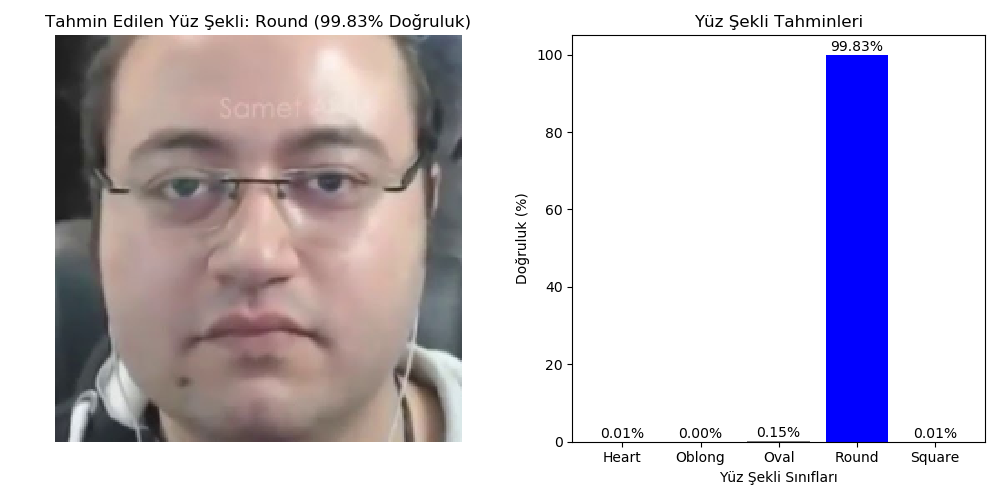 Tahmin Edilen Yüz Şekli: Round (99.83% Doğruluk)
Samet
Yüz Şekli Tahminleri
Doğruluk (%)
100
80
60
40
20
0
0.01%
0.00%
0.15%
99.83%
0.01%
Heart
Oblong
Oval
Round
Square
Yüz Şekli Sınıfları